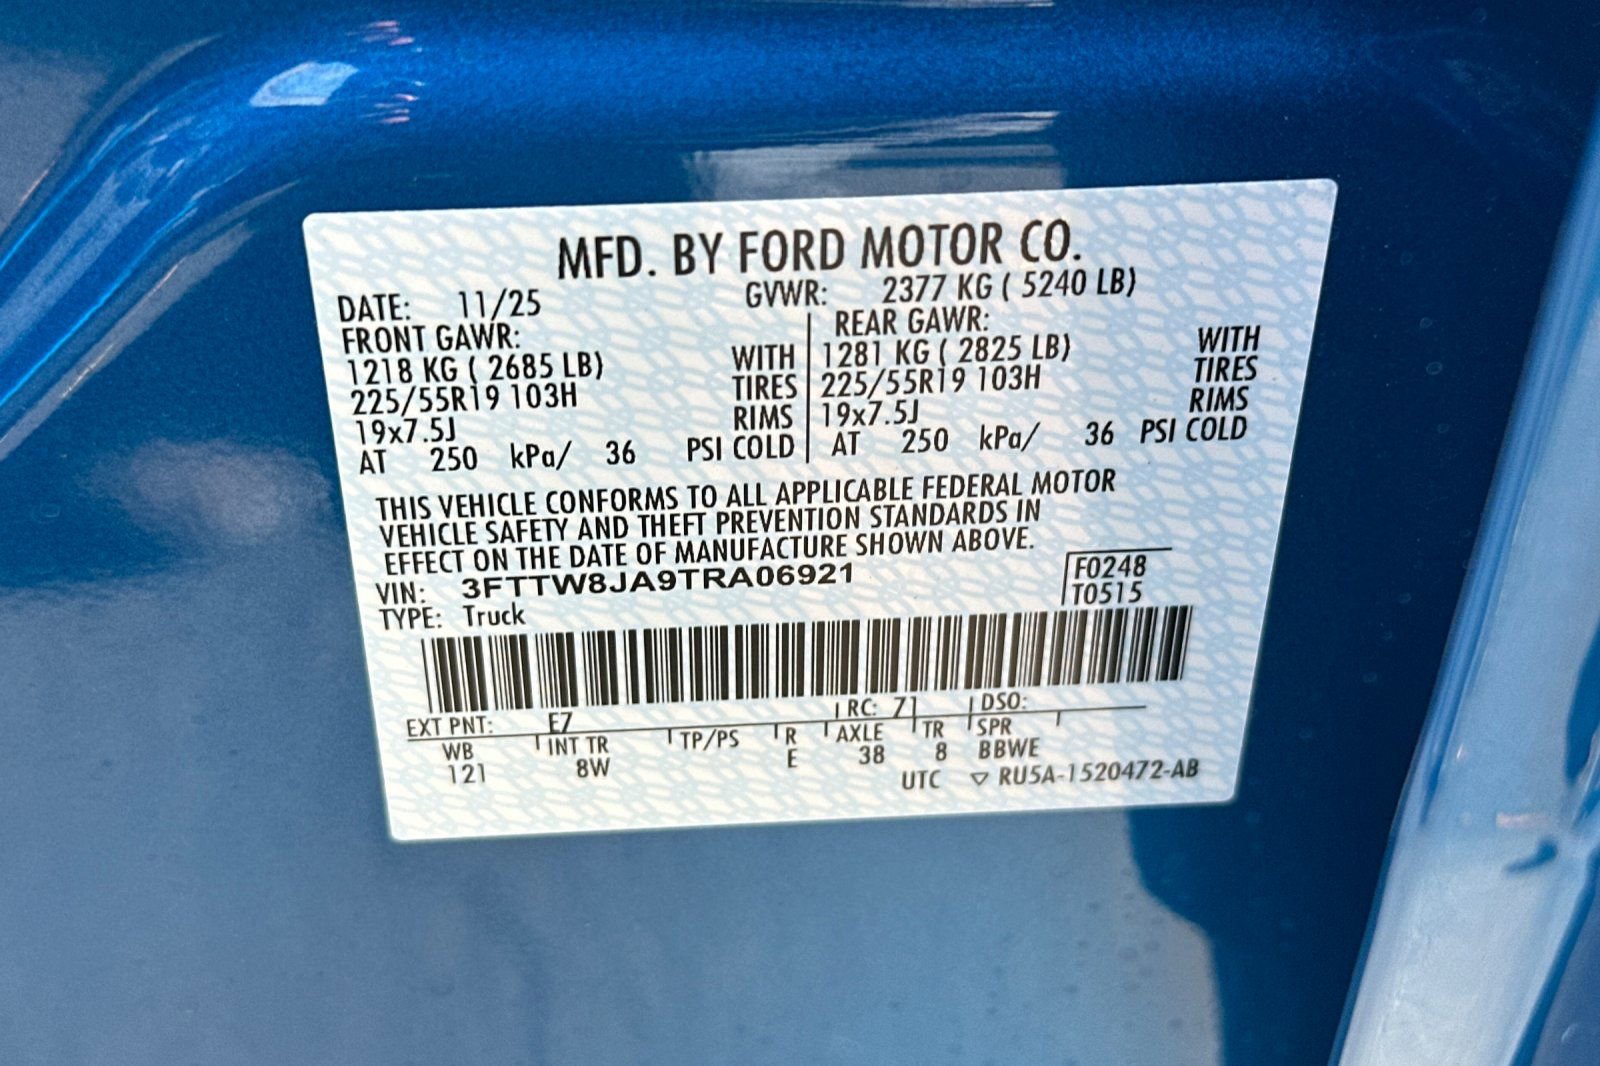 MFD. BY FORD MOTOR CO.
DATE: 11/25 GVWR: 2377 KG ( 5240 LB)
FRONT GAWR: REAR GAWR:
1218 KG ( 2685 LB) WITH 1281 KG ( 2825 LB) WITH
225/55R19 103H TIRES 225/55R19 103H TIRES
19x7.5J RIMS 19x7.5J RIMS
AT 250 kPa/ 36 PSI COLD AT 250 kPa/ 36 PSI COLD
THIS VEHICLE CONFORMS TO ALL APPLICABLE FEDERAL MOTOR
VEHICLE SAFETY AND THEFT PREVENTION STANDARDS IN
EFFECT ON THE DATE OF MANUFACTURE SHOWN ABOVE.
VIN: 3FTTW8JA9TRA06921 F0248
TYPE: Truck T0515
EXT PNT: E7 RC: 71 DSO:
WB INT TR TP/PS R AXLE TR SPR
121 8W E 38 8 BBWE
UTC ▽ RU5A-1520472-AB